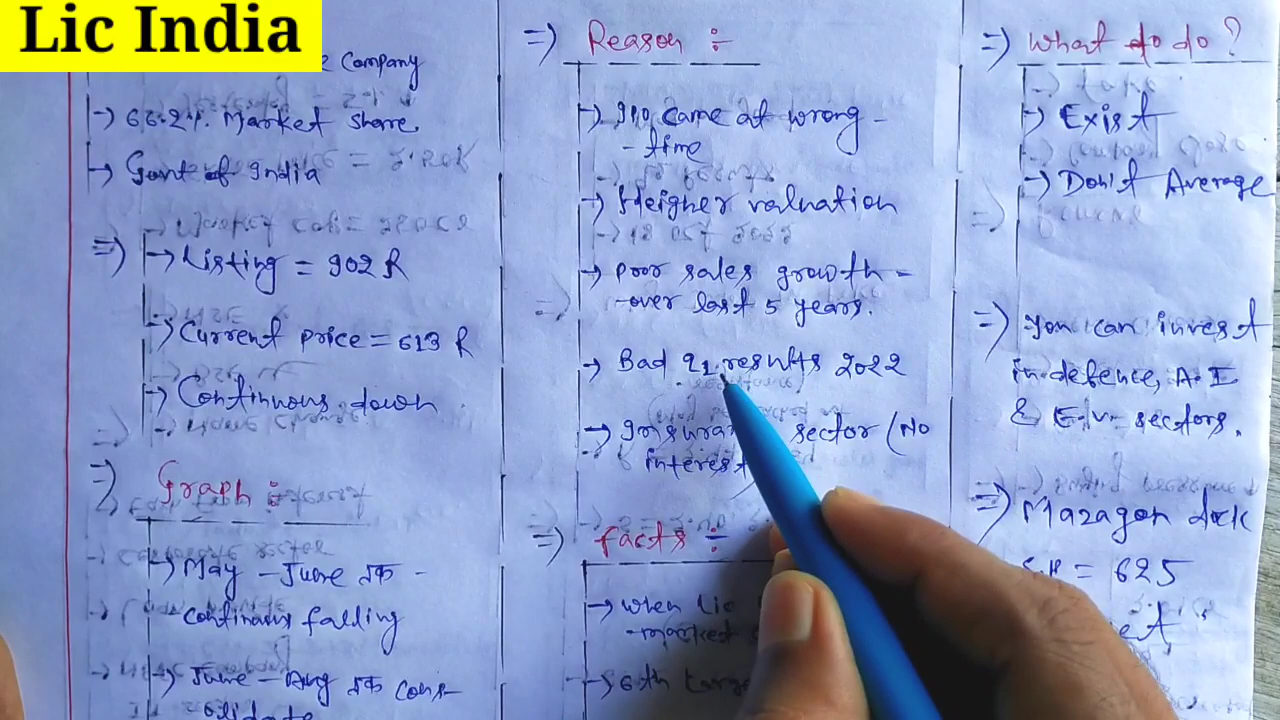 Lic India
Company
→ 66.2%. Market share.
→ Govt of India
⇒ → Listing = 902 R
→ Current price = 613 R
→ Continuous down
⇒ Graph :-
→ May - June तक -
continous falling
→ June - Aug तक cons-
olidate
⇒ Reason :-
→ IPO came at wrong -
- time
→ Heigher valuation
→ Poor sales growth -
- over last 5 years.
→ Bad Q1 results 2022
→ sector (No
interest
⇒ facts :-
→ when Lic
- market
→ 6th
⇒ What to do ?
→ Exist
→ Don't Average
⇒ you can invest
in defence, A.I
& E.v. sectors.
⇒ Mazagon dock
= 625